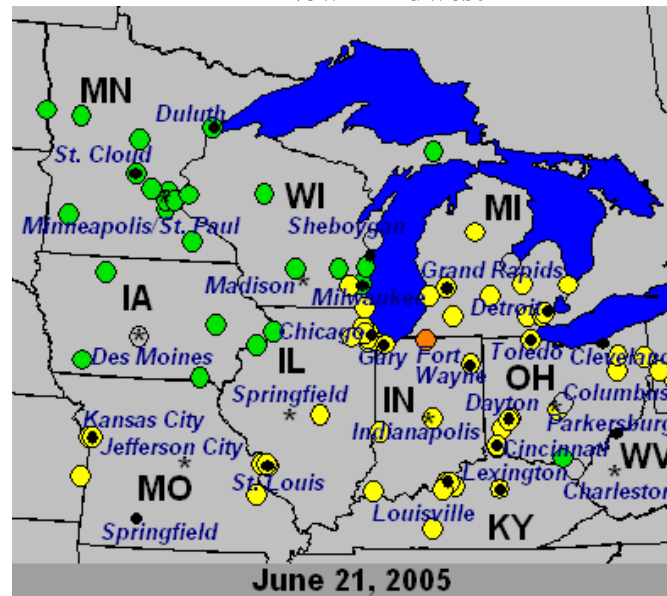 MN
Duluth
St. Cloud
WI
Sheboygan
MI
Minneapolis/St. Paul
Grand Rapids
Madison
Milwaukee
IA
Detroit
Chicago
Des Moines
IL
Gary
Fort Wayne
Toledo
Cleveland
Springfield
IN
OH
Columbus
Kansas City
Dayton
Parkersburg
Indianapolis
Jefferson City
Cincinnati
WV
MO
St. Louis
Lexington
Charleston
Springfield
Louisville
KY
June 21, 2005